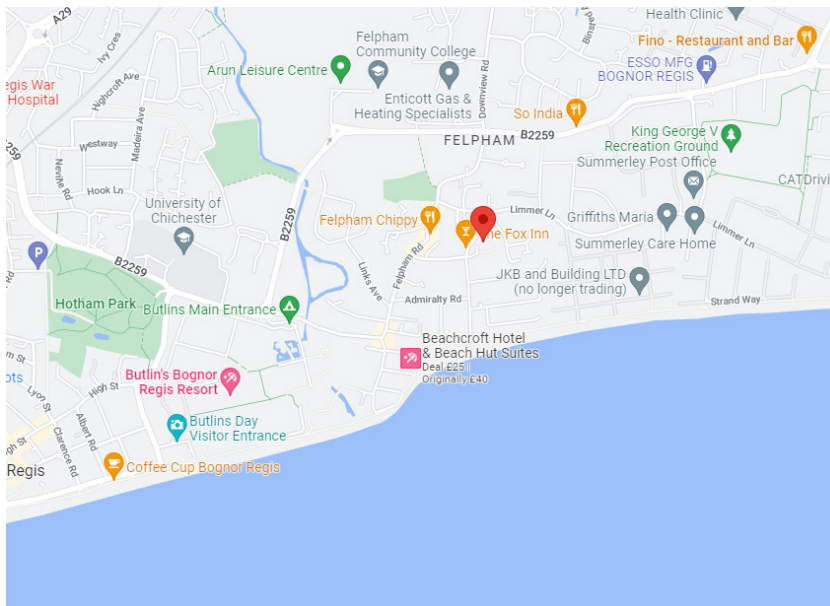 A29
Ivy Cres
Highcroft Ave
Madeira Ave
Westway
Neville Rd
Hook Ln
egis War
Hospital
Felpham
Community College
Arun Leisure Centre
Enticott Gas &
Heating Specialists
Downview Rd
Health Clinic
Fino - Restaurant and Bar
ESSO MFG
BOGNOR REGIS
So India
FELPHAM
B2259
King George V
Recreation Ground
Summerley Post Office
CATDrivi
University of
Chichester
B2259
Felpham Chippy
Limmer Ln
Griffiths Maria
Summerley Care Home
Limmer Ln
he Fox Inn
Felpham Rd
Links Ave
P
B2259
Hotham Park
Butlins Main Entrance
Admiralty Rd
JKB and Building LTD
(no longer trading)
Strand Way
Beachcroft Hotel
& Beach Hut Suites
Deal £25
Originally £40
Butlin's Bognor
Regis Resort
High St
Lyon St
Albert Rd
Clarence Rd
Butlins Day
Visitor Entrance
Regis
Coffee Cup Bognor Regis